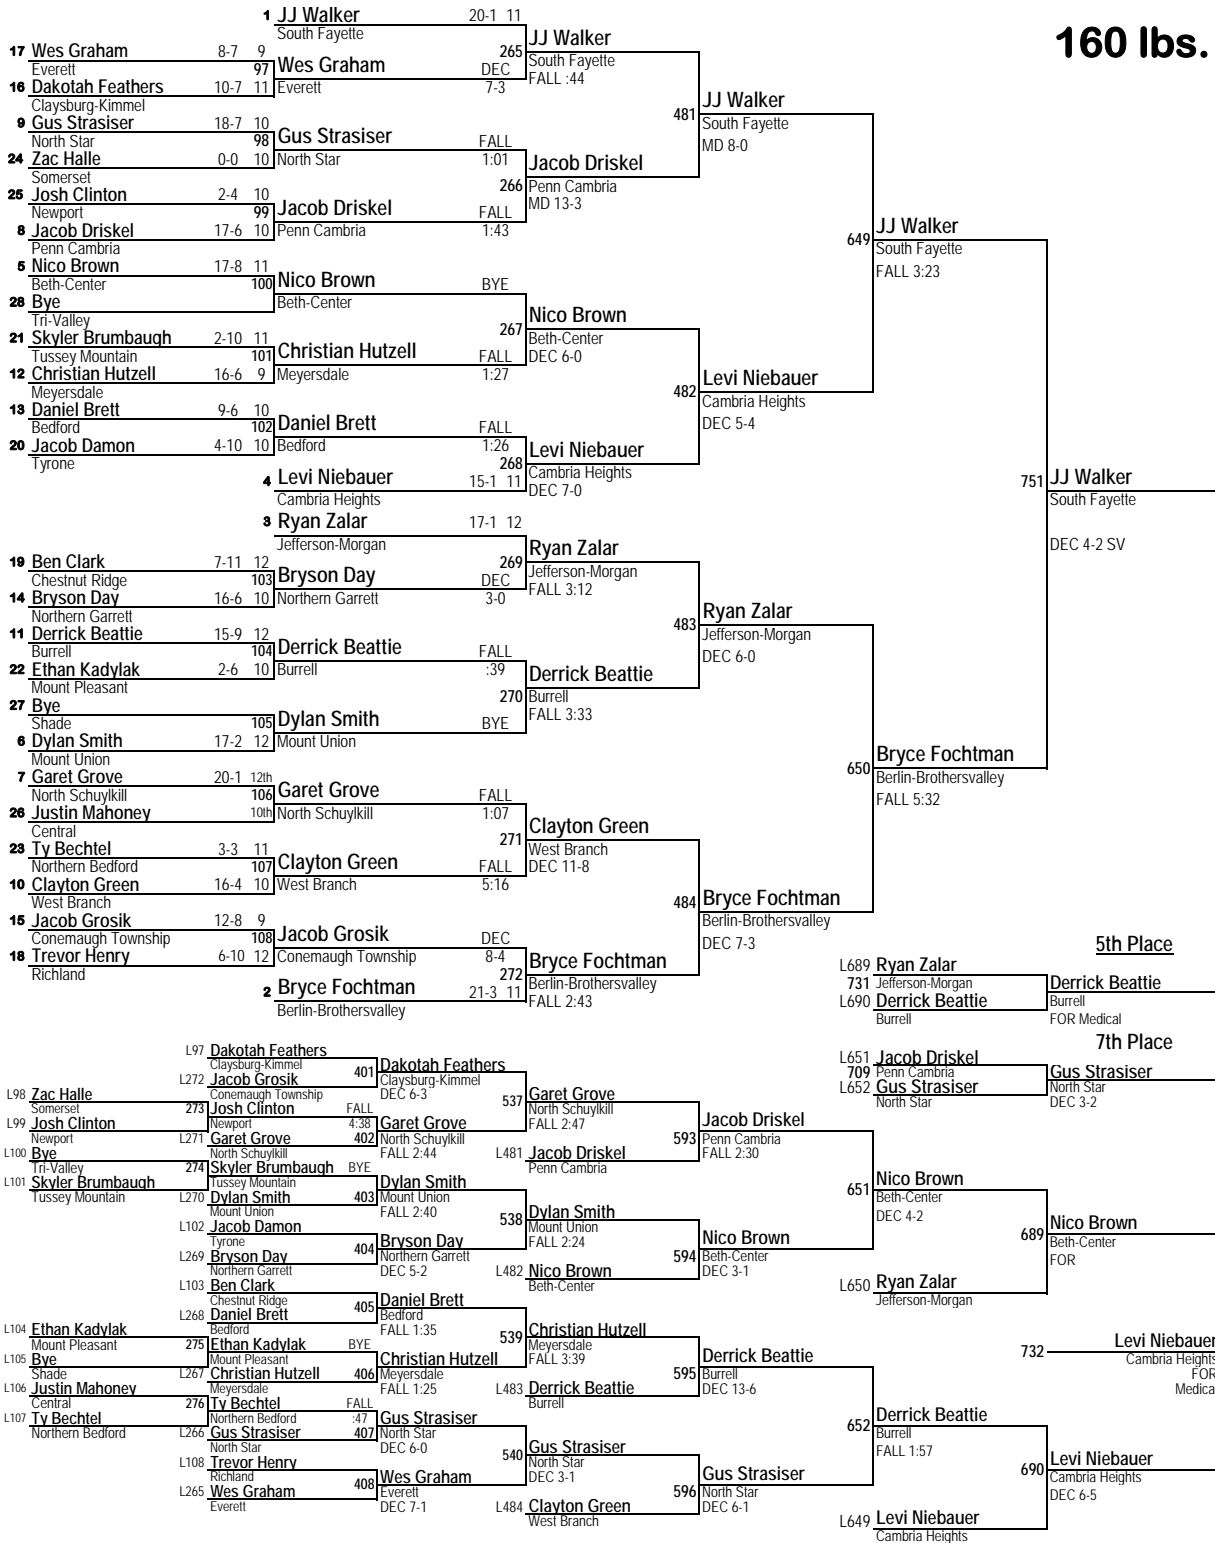 160 lbs.
1 JJ Walker 20-1 11
South Fayette
17 Wes Graham 8-7 9
Everett
97
16 Dakotah Feathers 10-7 11
Claysburg-Kimmel
9 Gus Strasiser 18-7 10
North Star
98
24 Zac Halle 0-0 10
Somerset
25 Josh Clinton 2-4 10
Newport
99
8 Jacob Driskel 17-6 10
Penn Cambria
5 Nico Brown 17-8 11
Beth-Center
100
28 Bye
Tri-Valley
21 Skyler Brumbaugh 2-10 11
Tussey Mountain
101
12 Christian Hutzell 16-6 9
Meyersdale
13 Daniel Brett 9-6 10
Bedford
102
20 Jacob Damon 4-10 10
Tyrone
19 Ben Clark 7-11 12
Chestnut Ridge
103
14 Bryson Day 16-6 10
Northern Garrett
11 Derrick Beattie 15-9 12
Burrell
104
22 Ethan Kadylak 2-6 10
Mount Pleasant
27 Bye
Shade
105
6 Dylan Smith 17-2 12
Mount Union
7 Garet Grove 20-1 12th
North Schuylkill
106
26 Justin Mahoney 10th
Central
23 Ty Bechtel 3-3 11
Northern Bedford
107
10 Clayton Green 16-4 10
West Branch
15 Jacob Grosik 12-8 9
Conemaugh Township
108
18 Trevor Henry 6-10 12
Richland
Wes Graham DEC
Everett 7-3
265
Gus Strasiser FALL
North Star 1:01
266
Jacob Driskel FALL
Penn Cambria 1:43
Nico Brown BYE
Beth-Center
267
Christian Hutzell FALL
Meyersdale 1:27
Daniel Brett FALL
Bedford 1:26
268
4 Levi Niebauer 15-1 11
Cambria Heights
3 Ryan Zalar 17-1 12
Jefferson-Morgan
269
Bryson Day DEC
Northern Garrett 3-0
Derrick Beattie FALL
Burrell :39
270
Dylan Smith BYE
Mount Union
Garet Grove FALL
North Schuylkill 1:07
271
Clayton Green FALL
West Branch 5:16
Jacob Grosik DEC
Conemaugh Township 8-4
272
2 Bryce Fochtman 21-3 11
Berlin-Brothersvalley
JJ Walker
South Fayette
FALL :44
481
Jacob Driskel
Penn Cambria
MD 13-3
Nico Brown
Beth-Center
DEC 6-0
482
Levi Niebauer
Cambria Heights
DEC 7-0
Ryan Zalar
Jefferson-Morgan
FALL 3:12
483
Derrick Beattie
Burrell
FALL 3:33
Clayton Green
West Branch
DEC 11-8
484
Bryce Fochtman
Berlin-Brothersvalley
FALL 2:43
JJ Walker
South Fayette
MD 8-0
649
Levi Niebauer
Cambria Heights
DEC 5-4
Ryan Zalar
Jefferson-Morgan
DEC 6-0
650
Bryce Fochtman
Berlin-Brothersvalley
DEC 7-3
JJ Walker
South Fayette
FALL 3:23
751
Bryce Fochtman
Berlin-Brothersvalley
FALL 5:32
JJ Walker
South Fayette
DEC 4-2 SV
5th Place
L689 Ryan Zalar
731 Jefferson-Morgan
L690 Derrick Beattie
Burrell
Derrick Beattie
Burrell
FOR Medical
7th Place
L651 Jacob Driskel
709 Penn Cambria
L652 Gus Strasiser
North Star
Gus Strasiser
North Star
DEC 3-2
L98 Zac Halle
Somerset
273
L99 Josh Clinton
Newport
L100 Bye
Tri-Valley
274
L101 Skyler Brumbaugh
Tussey Mountain
L104 Ethan Kadylak
Mount Pleasant
275
L105 Bye
Shade
L106 Justin Mahoney
Central
276
L107 Ty Bechtel
Northern Bedford
L97 Dakotah Feathers
Claysburg-Kimmel
401
L272 Jacob Grosik
Conemaugh Township
Josh Clinton FALL
Newport 4:38
402
L271 Garet Grove
North Schuylkill
Skyler Brumbaugh BYE
Tussey Mountain
403
L270 Dylan Smith
Mount Union
L102 Jacob Damon
Tyrone
404
L269 Bryson Day
Northern Garrett
L103 Ben Clark
Chestnut Ridge
405
L268 Daniel Brett
Bedford
Ethan Kadylak BYE
Mount Pleasant
406
L267 Christian Hutzell
Meyersdale
Ty Bechtel FALL
Northern Bedford :47
407
L266 Gus Strasiser
North Star
L108 Trevor Henry
Richland
408
L265 Wes Graham
Everett
Dakotah Feathers
Claysburg-Kimmel
DEC 6-3
537
Garet Grove
North Schuylkill
FALL 2:44
Dylan Smith
Mount Union
FALL 2:40
538
Bryson Day
Northern Garrett
DEC 5-2
Daniel Brett
Bedford
FALL 1:35
539
Christian Hutzell
Meyersdale
FALL 1:25
Gus Strasiser
North Star
DEC 6-0
540
Wes Graham
Everett
DEC 7-1
Garet Grove
North Schuylkill
FALL 2:47
593
L481 Jacob Driskel
Penn Cambria
Dylan Smith
Mount Union
FALL 2:24
594
L482 Nico Brown
Beth-Center
Christian Hutzell
Meyersdale
FALL 3:39
595
L483 Derrick Beattie
Burrell
Gus Strasiser
North Star
DEC 3-1
596
L484 Clayton Green
West Branch
Jacob Driskel
Penn Cambria
FALL 2:30
651
Nico Brown
Beth-Center
DEC 3-1
Derrick Beattie
Burrell
DEC 13-6
652
Gus Strasiser
North Star
DEC 6-1
Nico Brown
Beth-Center
DEC 4-2
689
L650 Ryan Zalar
Jefferson-Morgan
Derrick Beattie
Burrell
FALL 1:57
690
L649 Levi Niebauer
Cambria Heights
Nico Brown
Beth-Center
FOR
732
Levi Niebauer
Cambria Heights
DEC 6-5
Levi Niebauer
Cambria Heights
FOR
Medica